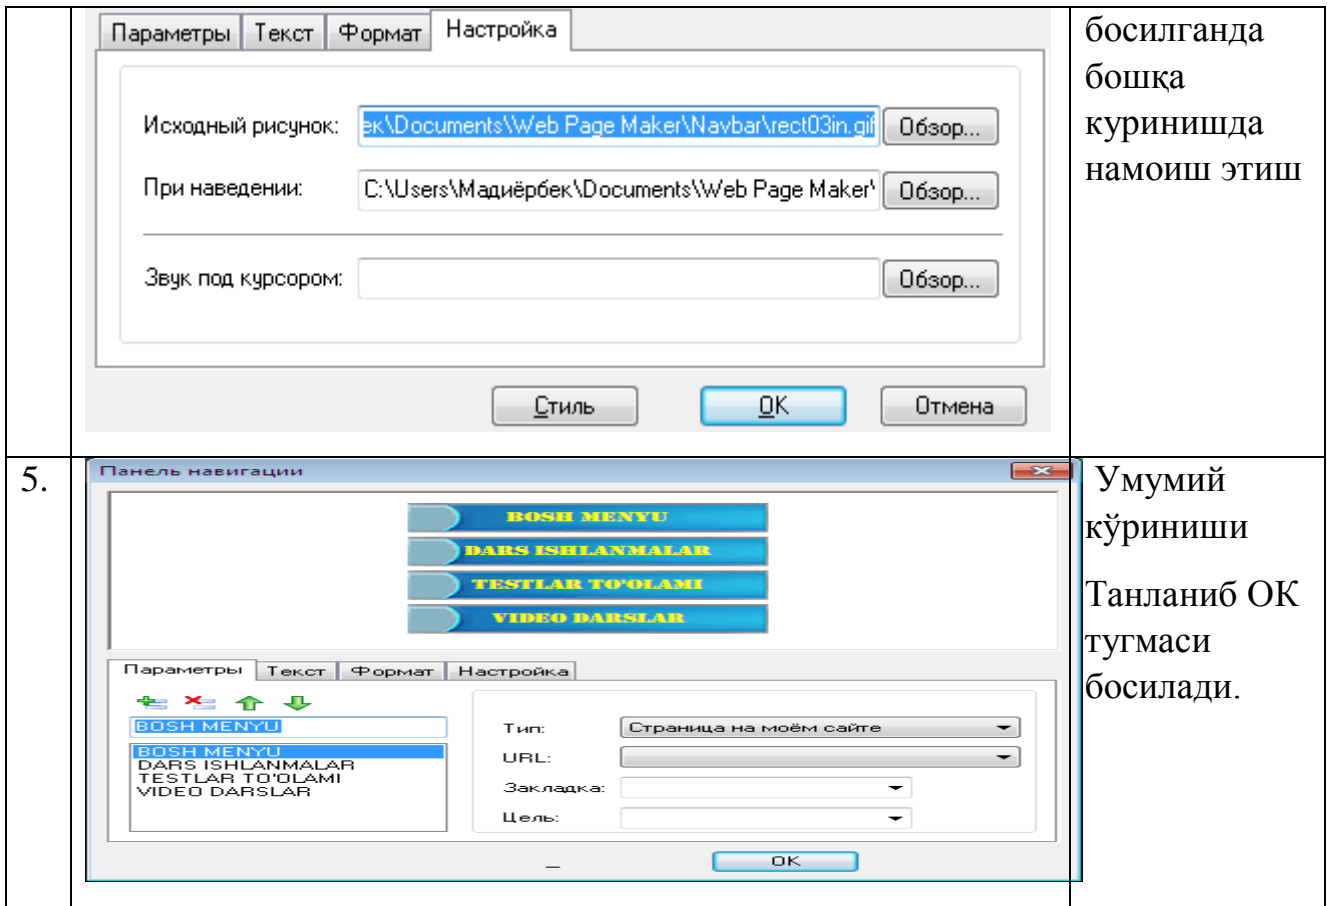 Параметры Текст Формат Настройка
Исходный рисунок: ек\Documents\Web Page Maker\Navbar\rect03in.gif Обзор...
При наведении: C:\Users\Мадиёрбек\Documents\Web Page Maker\ Обзор...
Звук под курсором: Обзор...
Стиль OK Отмена
босилганда
бошқа
куринишда
намоиш этиш
5.
Панель навигации
BOSH MENYU
DARS ISHLANMALAR
TESTLAR TO'OLAMI
VIDEO DARSLAR
Параметры Текст Формат Настройка
BOSH MENYU
BOSH MENYU
DARS ISHLANMALAR
TESTLAR TO'OLAMI
VIDEO DARSLAR
Тип: Страница на моём сайте
URL:
Закладка:
Цель:
OK
Умумий
кўриниши
Танланиб ОК
тугмаси
босилади.